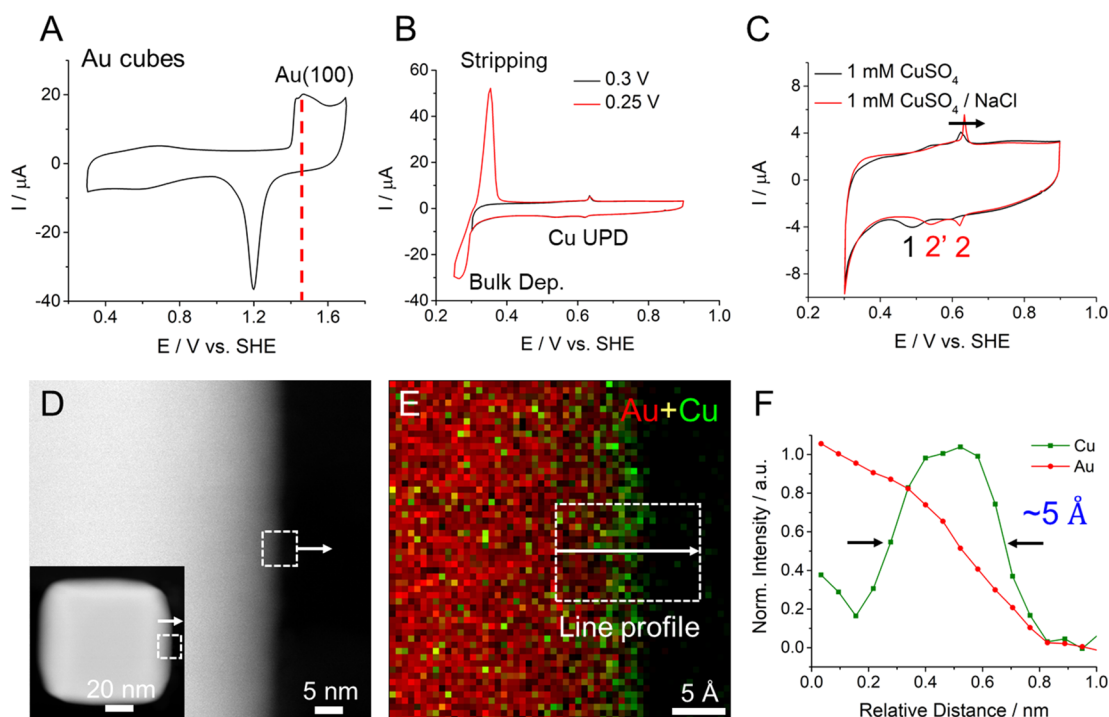 A
Au cubes
Au(100)
I / μA
20
0
-20
-40
0.4
0.8
1.2
1.6
E / V vs. SHE
B
Stripping
0.3 V
0.25 V
Cu UPD
Bulk Dep.
I / μA
60
40
20
0
-20
-40
0.4
0.6
0.8
1.0
E / V vs. SHE
C
1 mM CuSO₄
1 mM CuSO₄ / NaCl
1 2' 2
I / μA
8
4
0
-4
-8
0.2
0.4
0.6
0.8
1.0
E / V vs. SHE
D
20 nm
5 nm
E
Au+Cu
Line profile
5 Å
F
Cu
Au
~5 Å
Norm. Intensity / a.u.
1.0
0.8
0.6
0.4
0.2
0.0
0.0
0.2
0.4
0.6
0.8
1.0
Relative Distance / nm